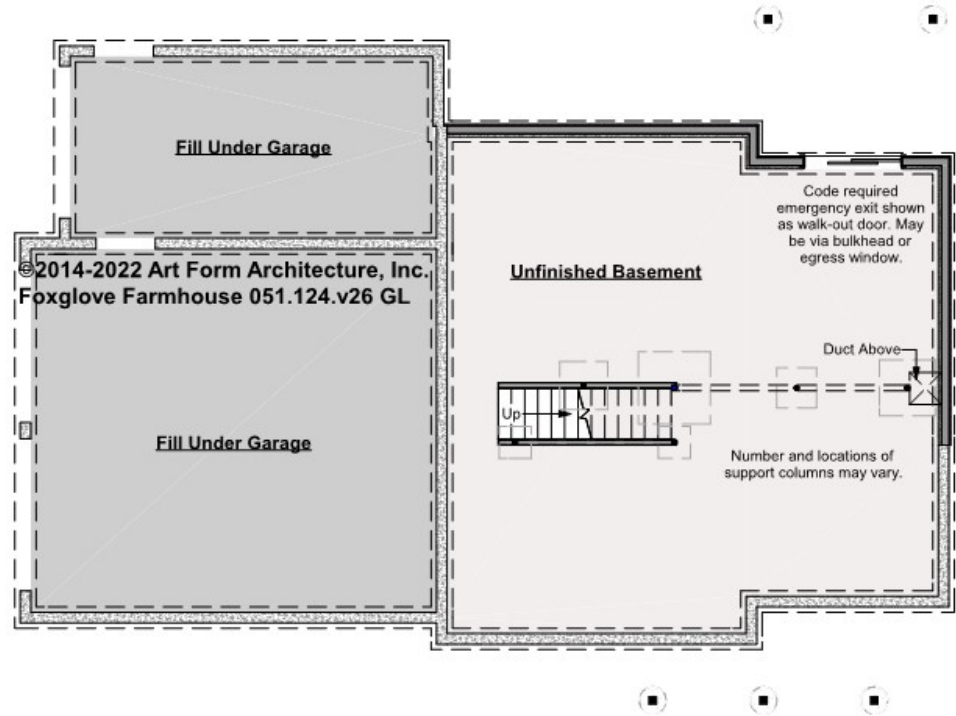 Fill Under Garage
Code required
emergency exit shown
as walk-out door. May
be via bulkhead or
egress window.
©2014-2022 Art Form Architecture, Inc.
Foxglove Farmhouse 051.124.v26 GL
Unfinished Basement
Duct Above
Up
Fill Under Garage
Number and locations of
support columns may vary.